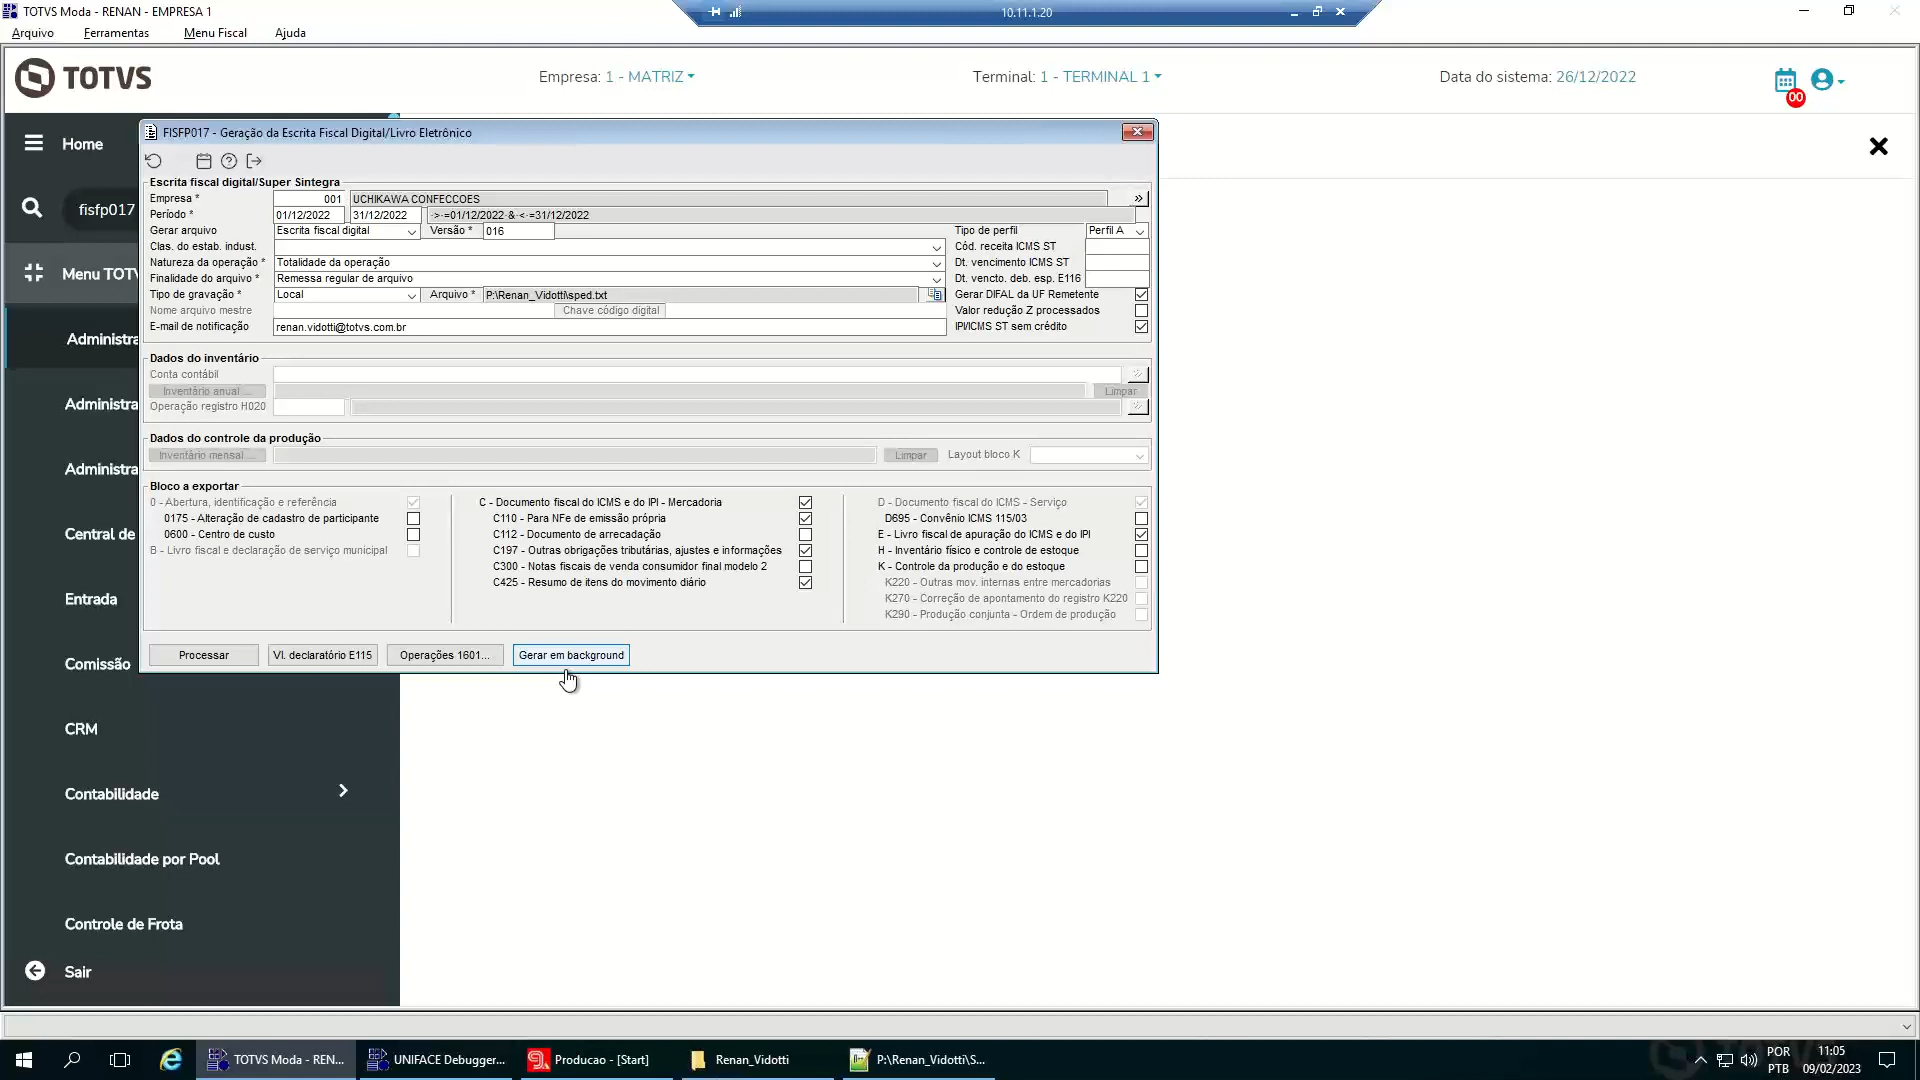 TOTVS Moda - RENAN - EMPRESA 1
10.11.1.20
Arquivo Ferramentas Menu Fiscal Ajuda
TOTVS
Empresa: 1 - MATRIZ
Terminal: 1 - TERMINAL 1
Data do sistema: 26/12/2022
00
Home
fisfp017
Menu TOTV
Administra
Administra
Administra
Central de
Entrada
Comissão
CRM
Contabilidade
Contabilidade por Pool
Controle de Frota
Sair
FISFP017 - Geração da Escrita Fiscal Digital/Livro Eletrônico
Escrita fiscal digital/Super Sintegra
Empresa * 001 UCHIKAWA CONFECCOES
Período * 01/12/2022 31/12/2022 ·>·=01/12/2022·&·<·=31/12/2022
Gerar arquivo Escrita fiscal digital Versão * 016 Tipo de perfil Perfil A
Clas. do estab. indust. Cód. receita ICMS ST
Natureza da operação * Totalidade da operação Dt. vencimento ICMS ST
Finalidade do arquivo * Remessa regular de arquivo Dt. vencto. deb. esp. E116
Tipo de gravação * Local Arquivo * P:\Renan_Vidotti\sped.txt Gerar DIFAL da UF Remetente
Nome arquivo mestre Chave código digital Valor redução Z processados
E-mail de notificação renan.vidotti@totvs.com.br IPI/ICMS ST sem crédito
Dados do inventário
Conta contábil
Inventário anual ... Limpar
Operação registro H020
Dados do controle da produção
Inventário mensal ... Limpar Layout bloco K
Bloco a exportar
0 - Abertura, identificação e referência
0175 - Alteração de cadastro de participante
0600 - Centro de custo
B - Livro fiscal e declaração de serviço municipal
C - Documento fiscal do ICMS e do IPI - Mercadoria
C110 - Para NFe de emissão própria
C112 - Documento de arrecadação
C197 - Outras obrigações tributárias, ajustes e informações
C300 - Notas fiscais de venda consumidor final modelo 2
C425 - Resumo de itens do movimento diário
D - Documento fiscal do ICMS - Serviço
D695 - Convênio ICMS 115/03
E - Livro fiscal de apuração do ICMS e do IPI
H - Inventário físico e controle de estoque
K - Controle da produção e do estoque
K220 - Outras mov. internas entre mercadorias
K270 - Correção de apontamento do registro K220
K290 - Produção conjunta - Ordem de produção
Processar Vl. declaratório E115 Operações 1601... Gerar em background
TOTVS Moda - REN... UNIFACE Debugger... Producao - [Start] Renan_Vidotti P:\Renan_Vidotti\S...
TOTVS
POR
PTB
11:05
09/02/2023